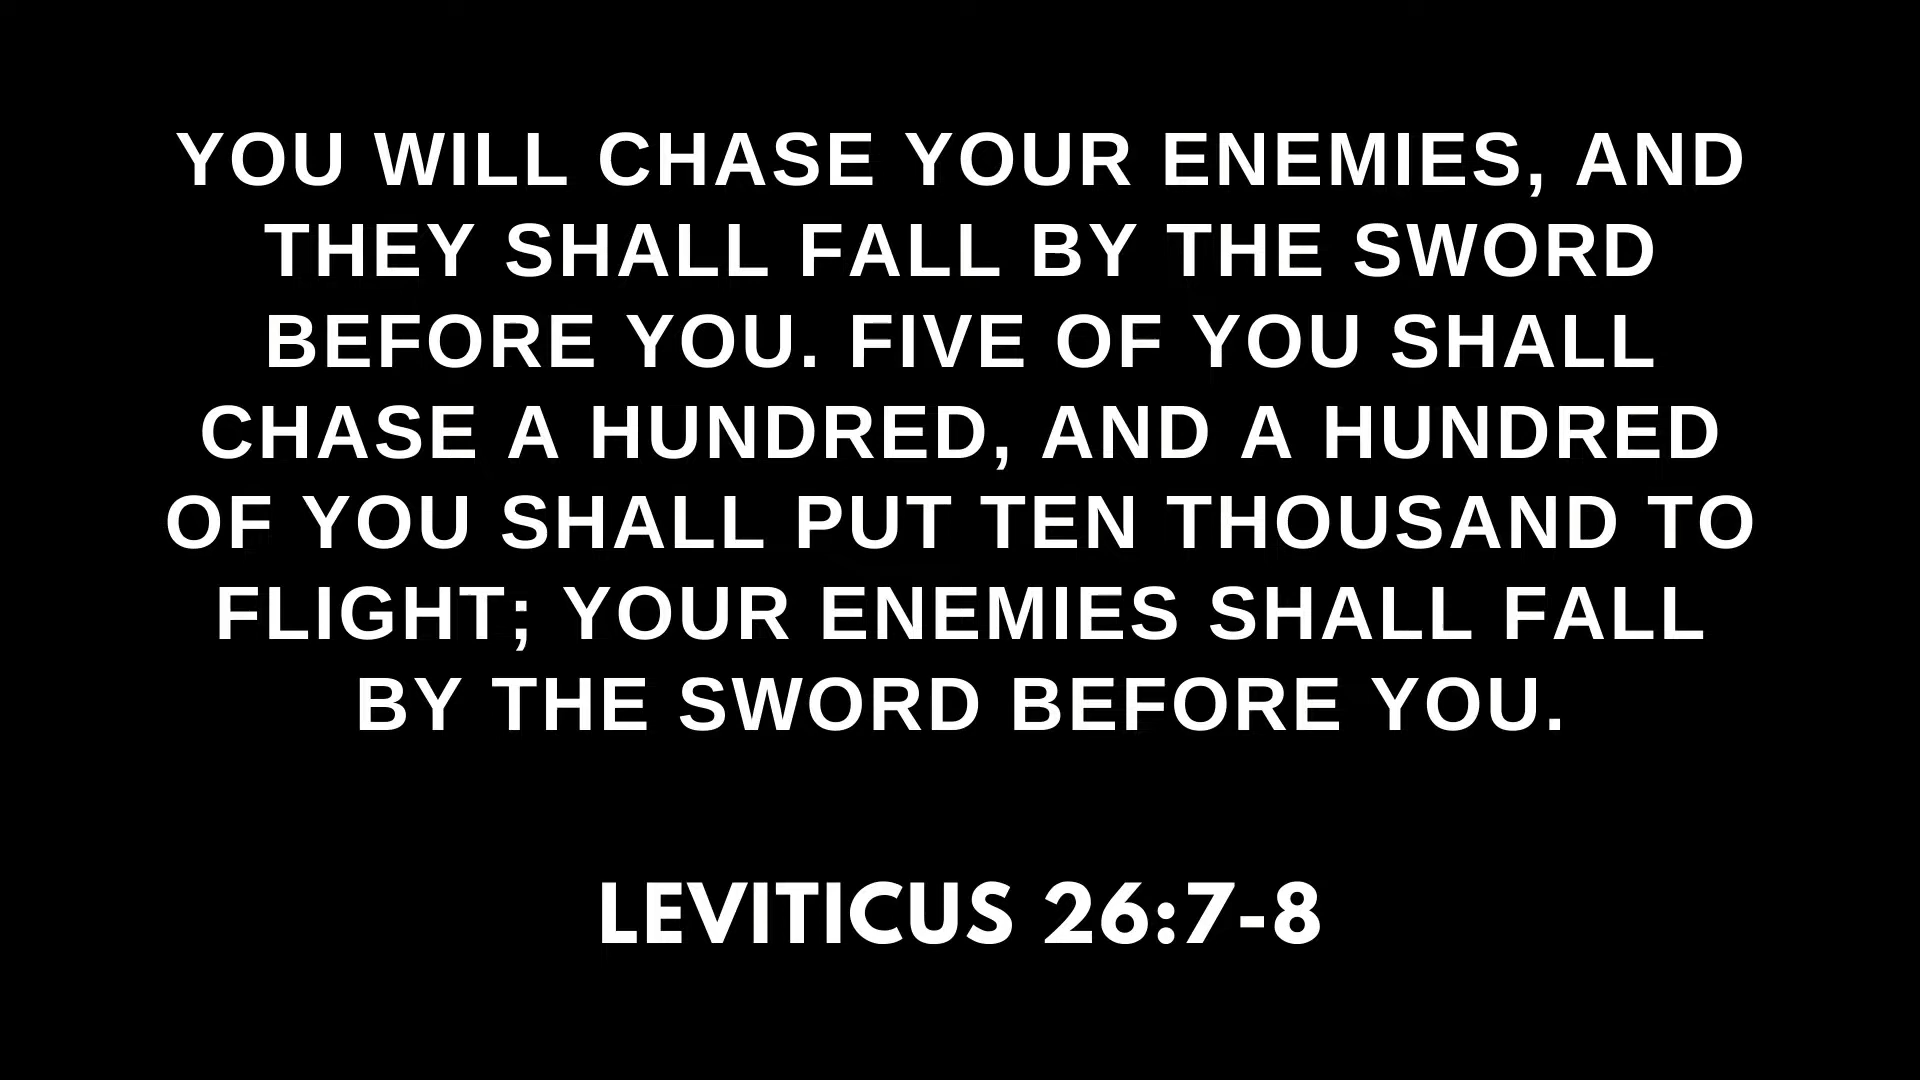 YOU WILL CHASE YOUR ENEMIES, AND
THEY SHALL FALL BY THE SWORD
BEFORE YOU. FIVE OF YOU SHALL
CHASE A HUNDRED, AND A HUNDRED
OF YOU SHALL PUT TEN THOUSAND TO
FLIGHT; YOUR ENEMIES SHALL FALL
BY THE SWORD BEFORE YOU.
LEVITICUS 26:7-8